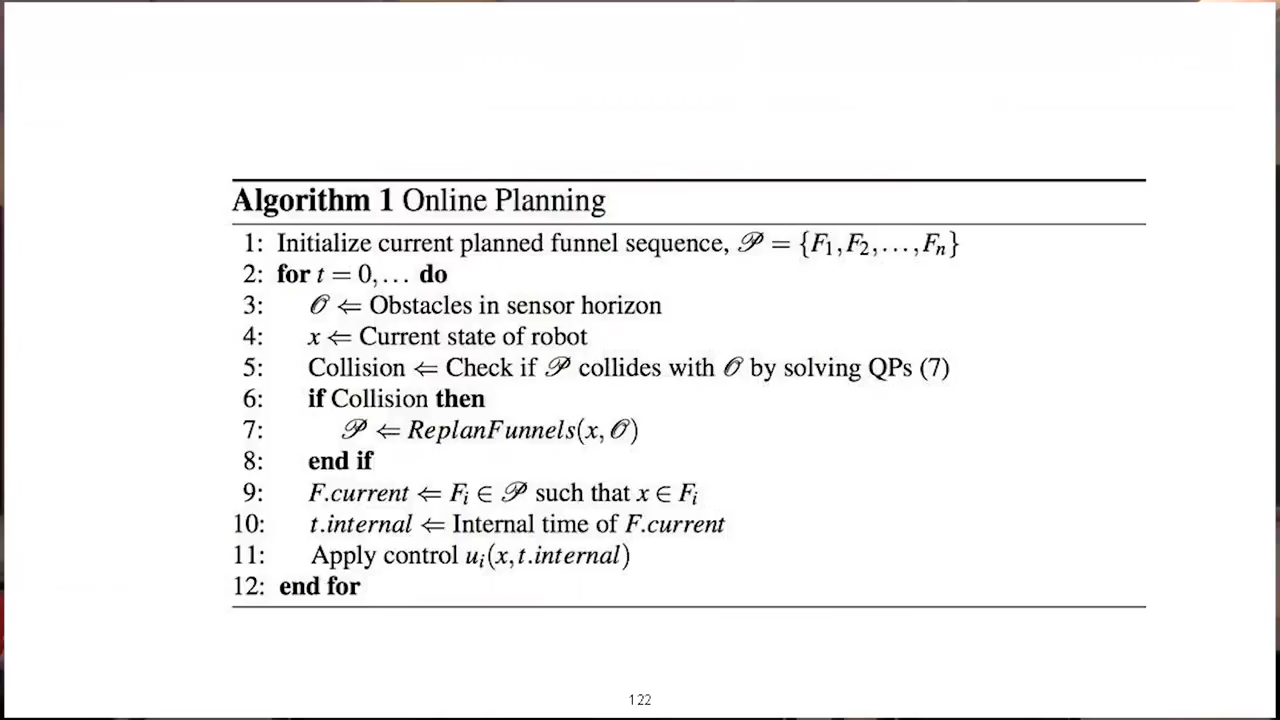 Algorithm 1 Online Planning
1: Initialize current planned funnel sequence, 𝒫 = {F₁, F₂, . . . , Fₙ}
2: for t = 0, . . . do
3: 𝒪 ⇐ Obstacles in sensor horizon
4: x ⇐ Current state of robot
5: Collision ⇐ Check if 𝒫 collides with 𝒪 by solving QPs (7)
6: if Collision then
7: 𝒫 ⇐ ReplanFunnels(x, 𝒪)
8: end if
9: F.current ⇐ Fᵢ ∈ 𝒫 such that x ∈ Fᵢ
10: t.internal ⇐ Internal time of F.current
11: Apply control uᵢ(x, t.internal)
12: end for
122